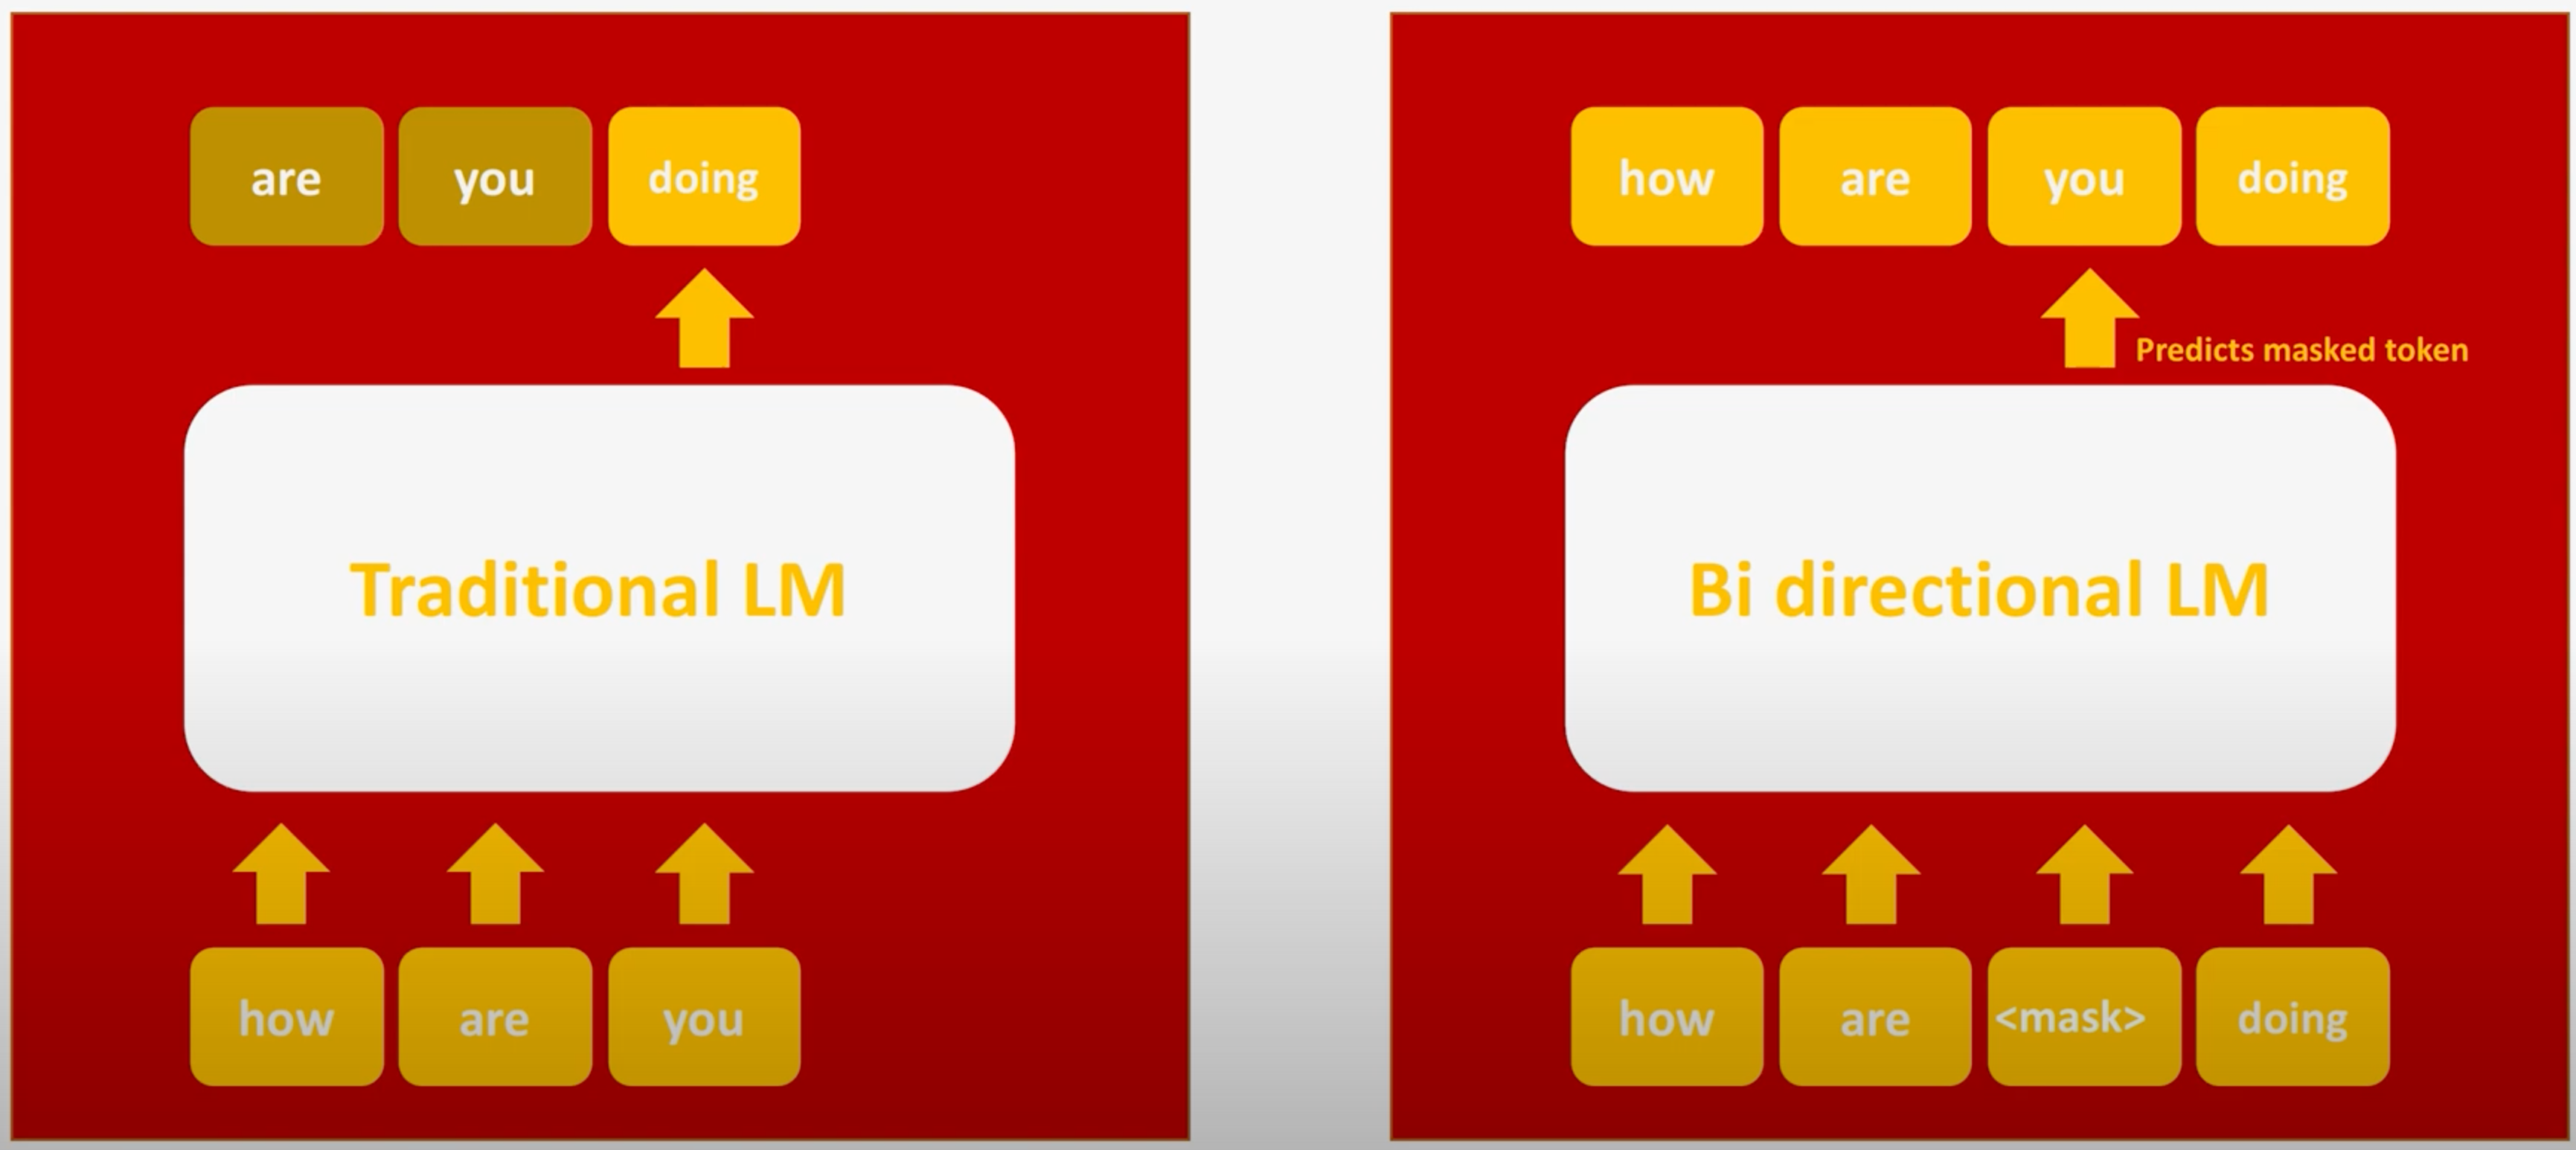 are you doing
Traditional LM
how are you
how are you doing
Predicts masked token
Bi directional LM
how are <mask> doing